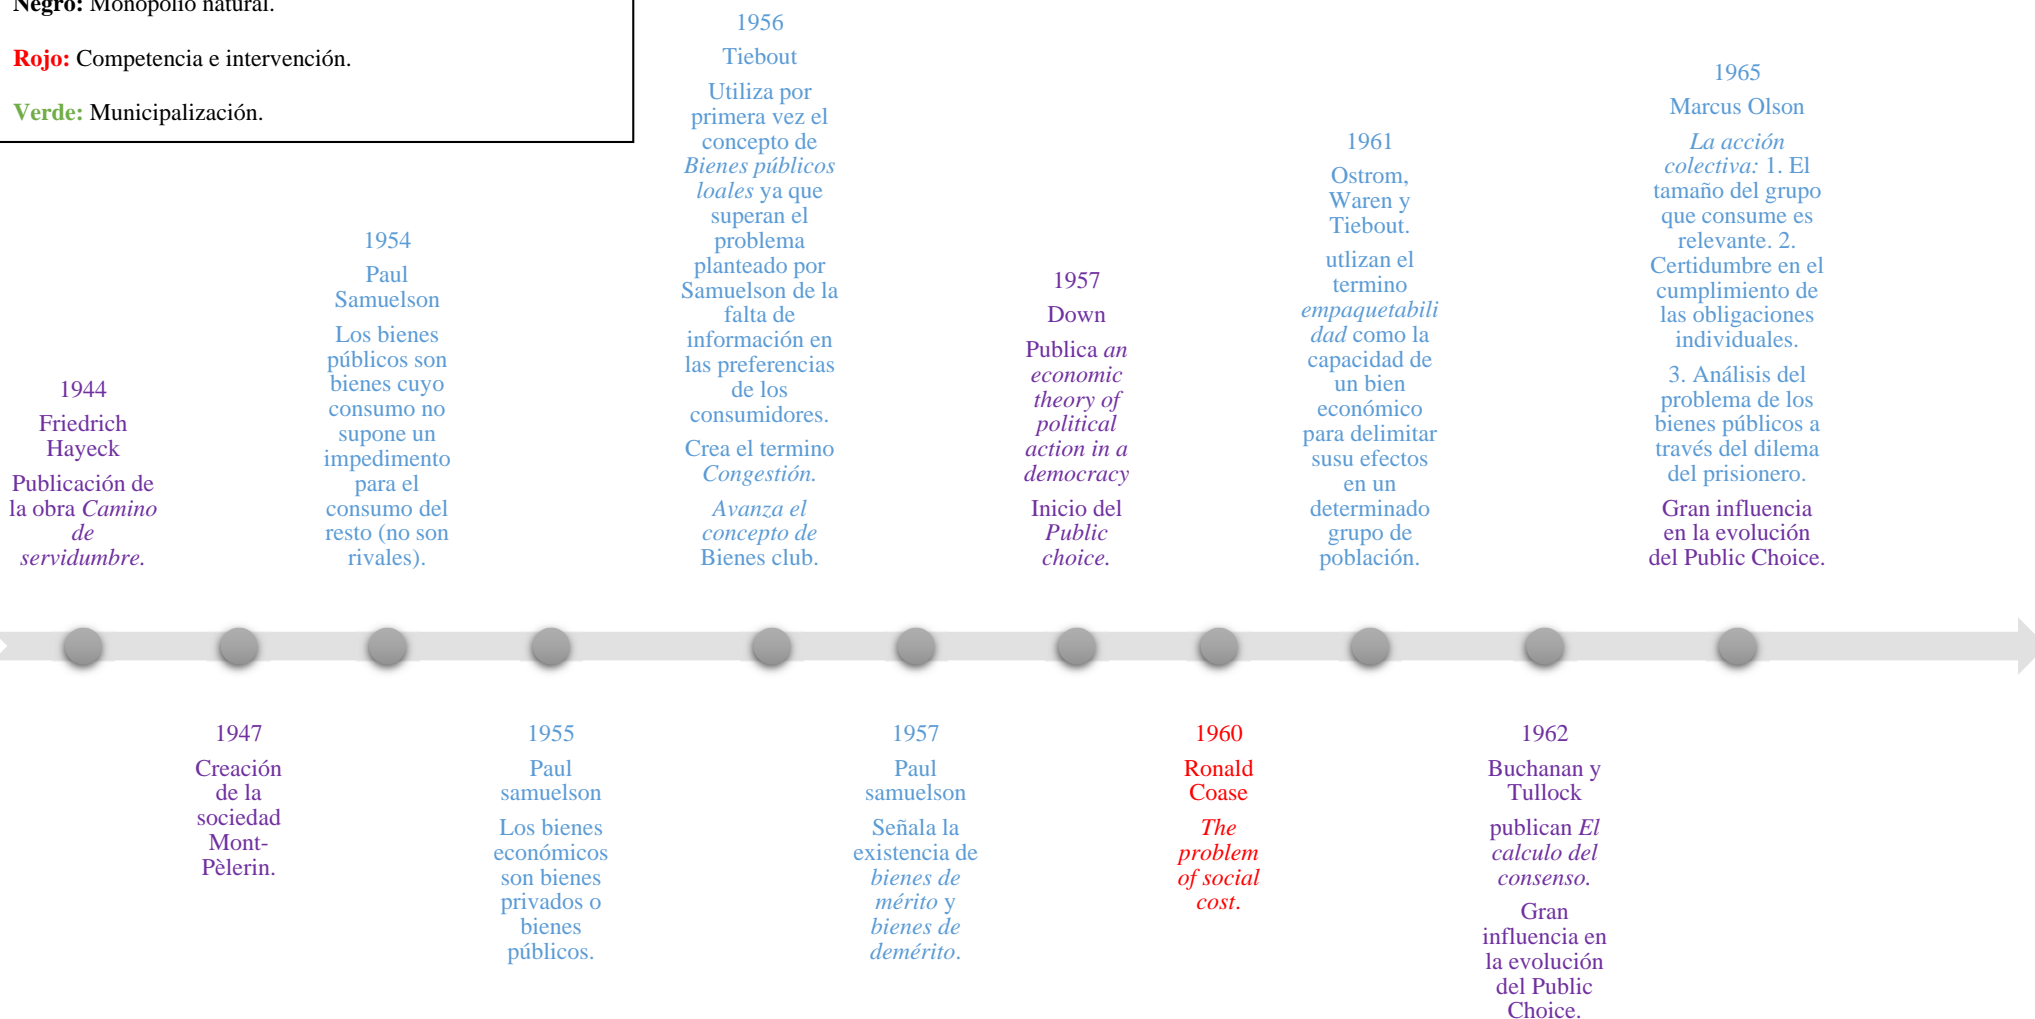 Negro: Monopolio natural.
Rojo: Competencia e intervención.
Verde: Municipalización.
1944
Friedrich
Hayeck
Publicación de
la obra Camino
de
servidumbre.
1954
Paul
Samuelson
Los bienes
públicos son
bienes cuyo
consumo no
supone un
impedimento
para el
consumo del
resto (no son
rivales).
1956
Tiebout
Utiliza por
primera vez el
concepto de
Bienes públicos
loales ya que
superan el
problema
planteado por
Samuelson de la
falta de
información en
las preferencias
de los
consumidores.
Crea el termino
Congestión.
Avanza el
concepto de
Bienes club.
1957
Down
Publica an
economic
theory of
political
action in a
democracy
Inicio del
Public
choice.
1961
Ostrom,
Waren y
Tiebout.
utlizan el
termino
empaquetabili
dad como la
capacidad de
un bien
económico
para delimitar
susu efectos
en un
determinado
grupo de
población.
1965
Marcus Olson
La acción
colectiva: 1. El
tamaño del grupo
que consume es
relevante. 2.
Certidumbre en el
cumplimiento de
las obligaciones
individuales.
3. Análisis del
problema de los
bienes públicos a
través del dilema
del prisionero.
Gran influencia
en la evolución
del Public Choice.
1947
Creación
de la
sociedad
Mont-
Pèlerin.
1955
Paul
samuelson
Los bienes
económicos
son bienes
privados o
bienes
públicos.
1957
Paul
samuelson
Señala la
existencia de
bienes de
mérito y
bienes de
demérito.
1960
Ronald
Coase
The
problem
of social
cost.
1962
Buchanan y
Tullock
publican El
calculo del
consenso.
Gran
influencia en
la evolución
del Public
Choice.